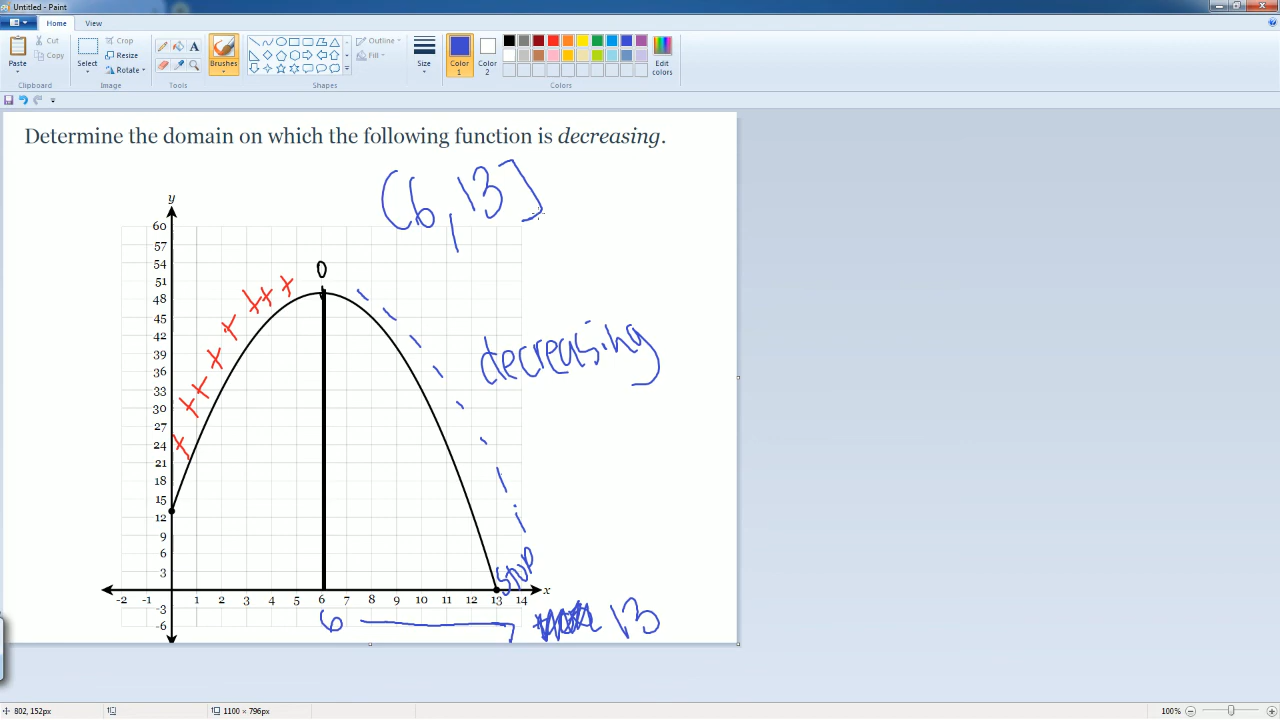 Untitled - Paint
Home View
Paste Cut Copy Clipboard
Select Crop Resize Rotate Image
A Tools
Brushes
Shapes Outline Fill
Size
Color 1 Color 2 Edit colors Colors
Determine the domain on which the following function is decreasing.
(6,13]
y
0
60
57
54
51
48
45
42
39
36
33
30
27
24
21
18
15
12
9
6
3
decreasing
stop
x
-2 -1 1 2 3 4 5 6 7 8 9 10 11 12 13 14
-3
-6
6 13
802, 152px 1100 × 796px 100%